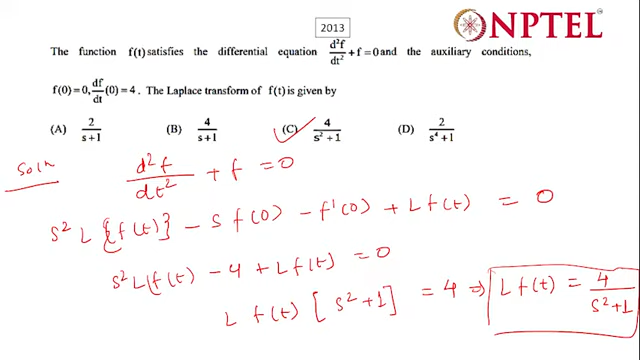 2013
NPTEL
The function f(t) satisfies the differential equation d²f/dt² + f = 0 and the auxiliary conditions,
f(0)=0, df/dt(0)=4. The Laplace transform of f(t) is given by
(A) 2/(s+1) (B) 4/(s+1) (C) 4/(s²+1) (D) 2/(s⁴+1)
Soln
d²f/dt² + f = 0
s² L{f(t)} - s f(0) - f'(0) + L f(t) = 0
s² L(f(t) - 4 + L f(t) = 0
L f(t) [s²+1] = 4 ⇒ L f(t) = 4/(s²+1)